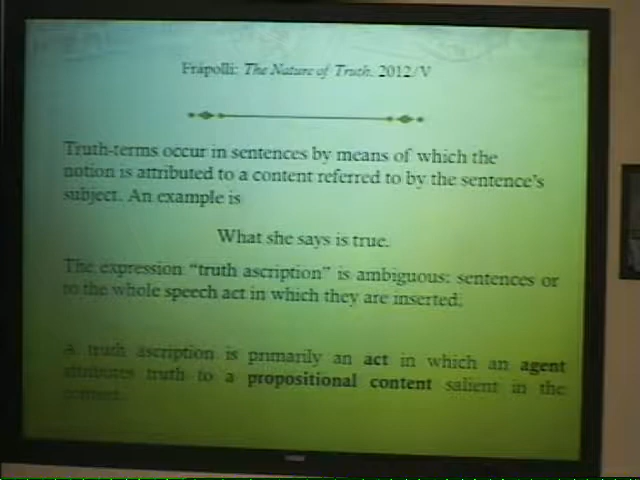 Frápolli: The Nature of Truth. 2012/V
Truth-terms occur in sentences by means of which the
notion is attributed to a content referred to by the sentence's
subject. An example is
What she says is true.
The expression "truth ascription" is ambiguous: sentences or
to the whole speech act in which they are inserted.
A truth ascription is primarily an act in which an agent
attributes truth to a propositional content salient in the
context.